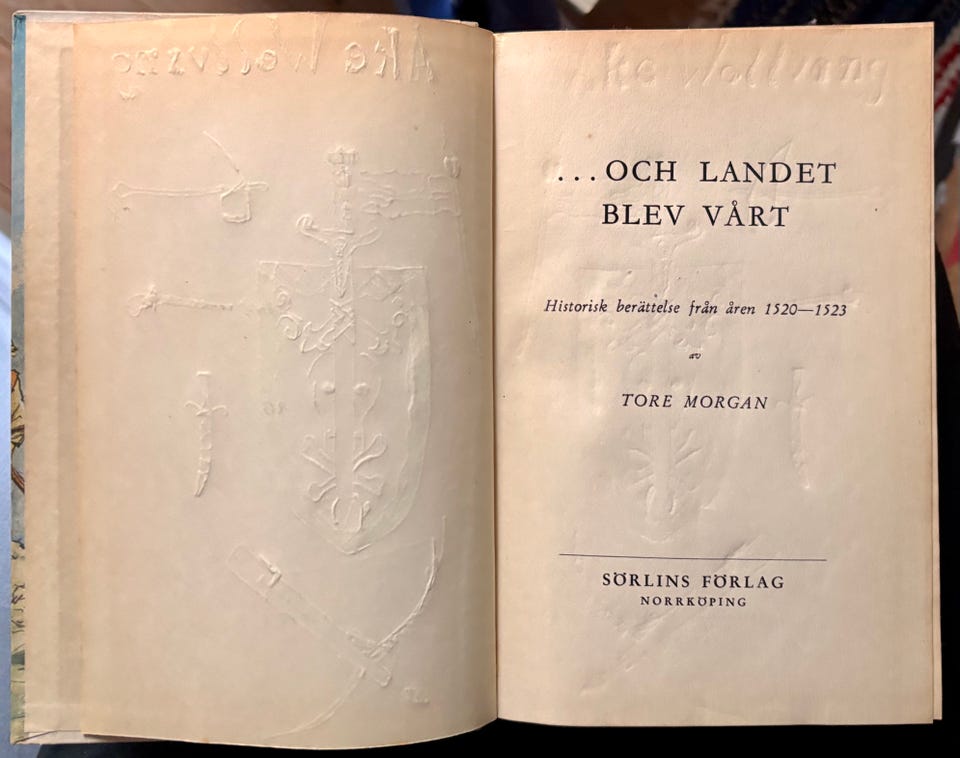 ...OCH LANDET
BLEV VÅRT
Historisk berättelse från åren 1520—1523
av
TORE MORGAN
SÖRLINS FÖRLAG
NORRKÖPING